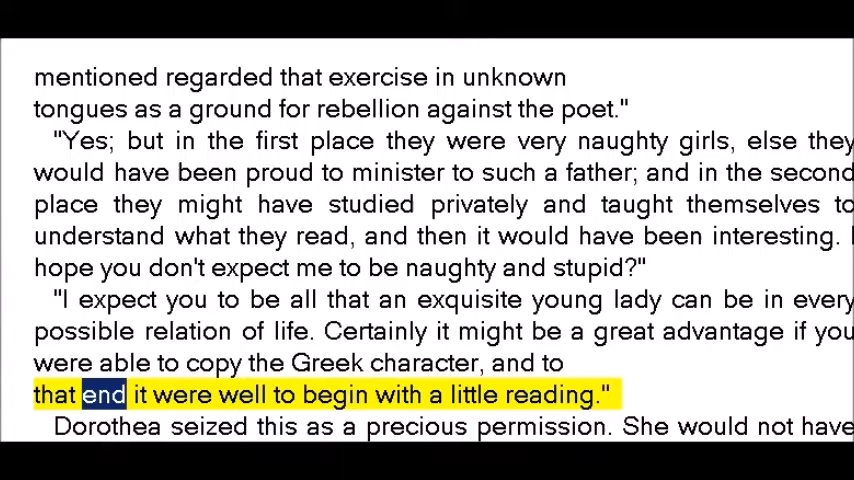 mentioned regarded that exercise in unknown
tongues as a ground for rebellion against the poet."
"Yes; but in the first place they were very naughty girls, else they
would have been proud to minister to such a father; and in the second
place they might have studied privately and taught themselves to
understand what they read, and then it would have been interesting. I
hope you don't expect me to be naughty and stupid?"
"I expect you to be all that an exquisite young lady can be in every
possible relation of life. Certainly it might be a great advantage if you
were able to copy the Greek character, and to
that end it were well to begin with a little reading."
Dorothea seized this as a precious permission. She would not have